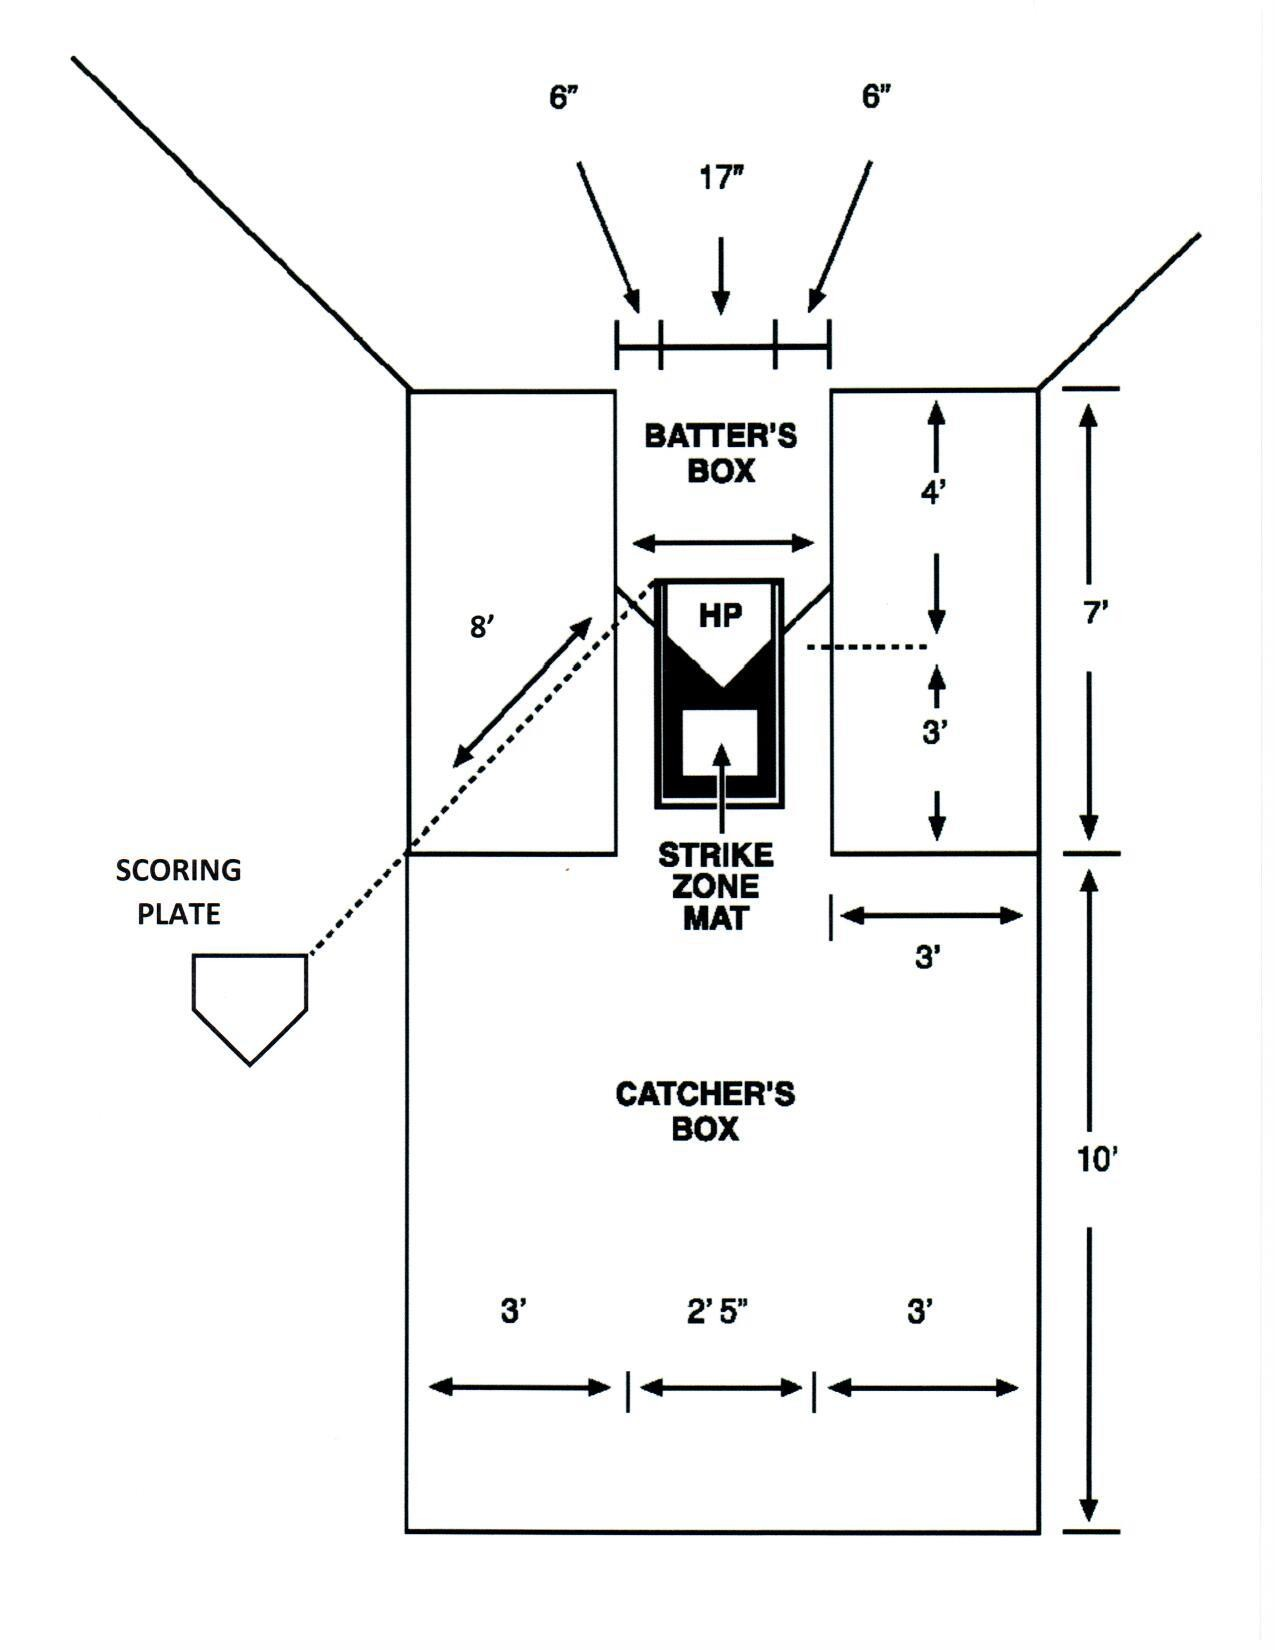 6”
6”
17”
BATTER'S
BOX
4’
HP
8’
7’
3’
STRIKE
ZONE
MAT
SCORING
PLATE
3’
CATCHER'S
BOX
10’
3’
2’ 5”
3’